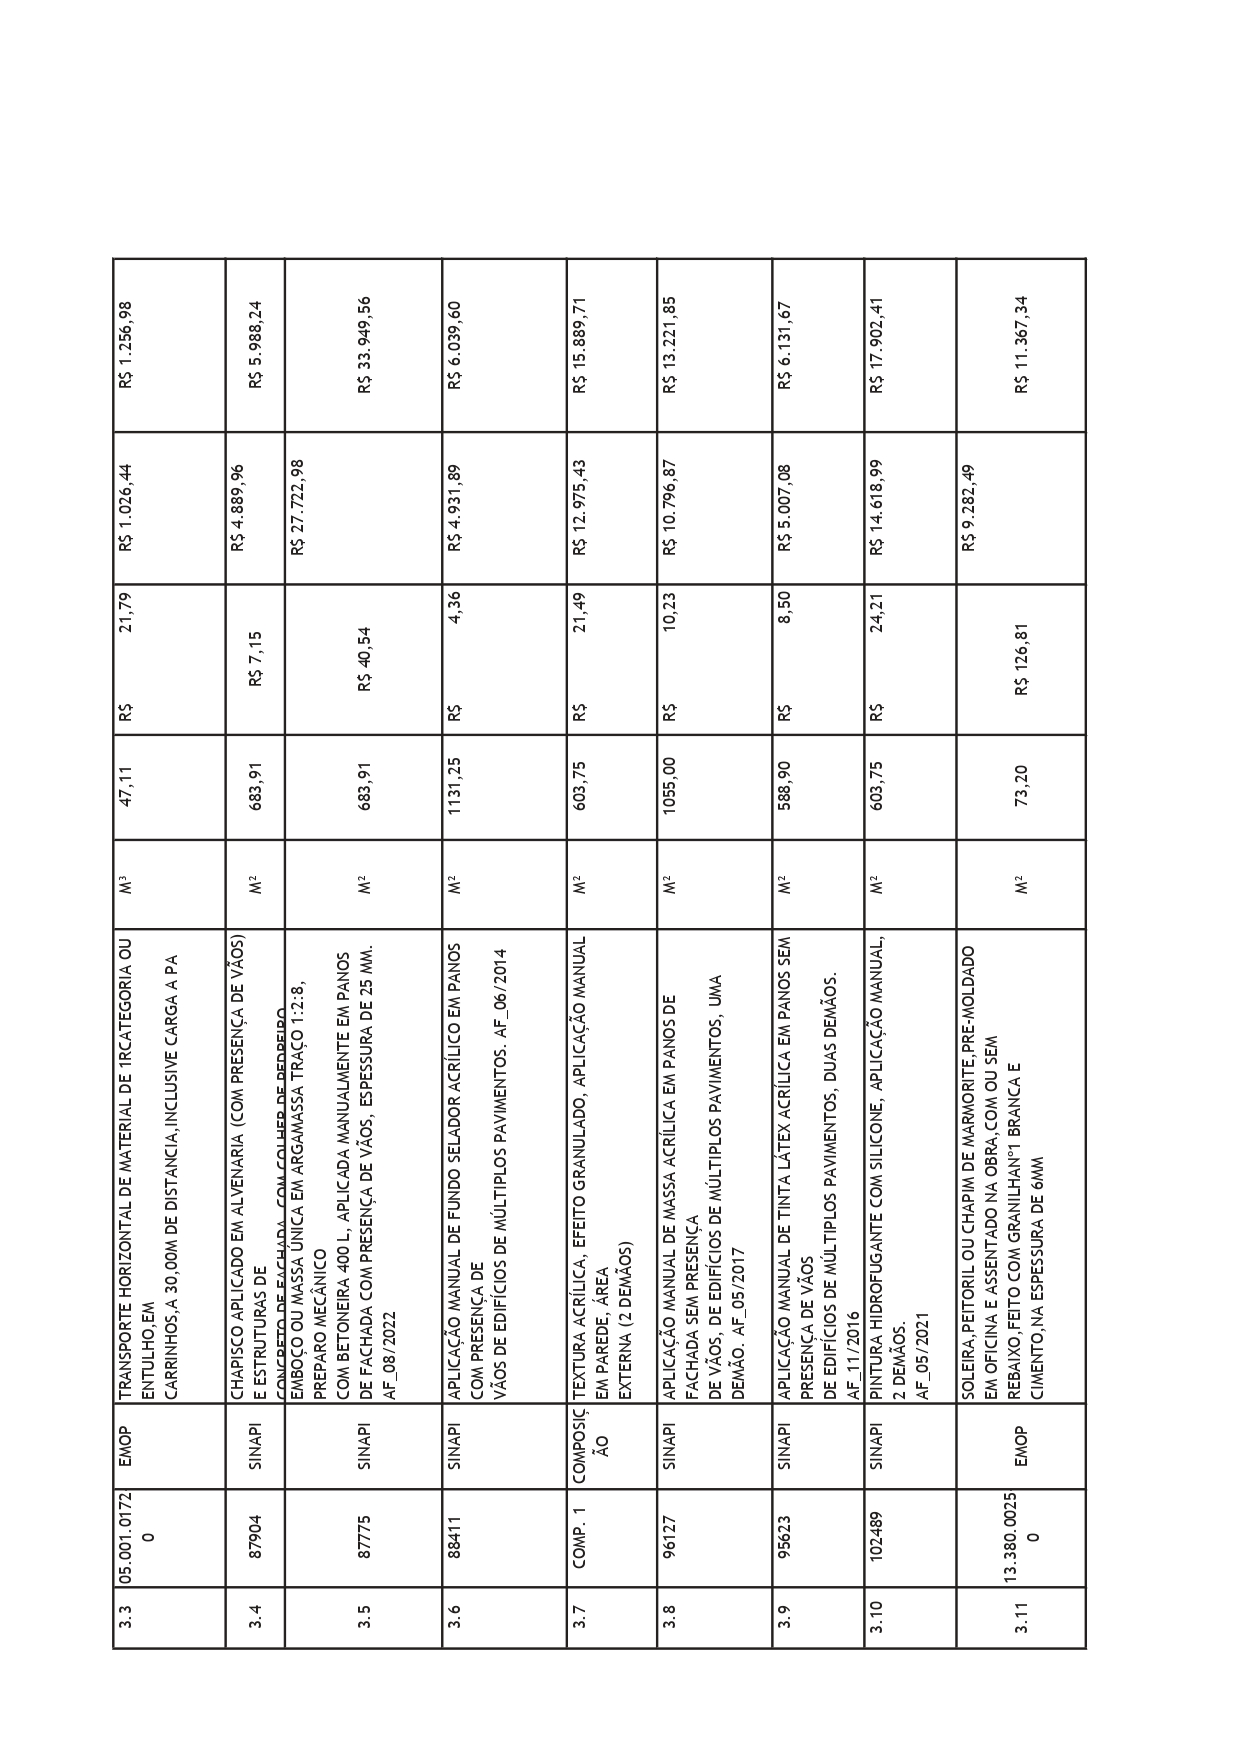 3.3 05.001.0172 EMOP TRANSPORTE HORIZONTAL DE MATERIAL DE 1RCATEGORIA OU M³ 47,11 R$ 21,79 R$ 1.026,44 R$ 1.256,98
0 ENTULHO,EM
CARRINHOS,A 30,00M DE DISTANCIA,INCLUSIVE CARGA A PA
CHAPISCO APLICADO EM ALVENARIA (COM PRESENÇA DE VÃOS) R$ 4.889,96
3.4 87904 SINAPI E ESTRUTURAS DE M² 683,91 R$ 7,15 R$ 5.988,24
CONCRETO DE FACHADA, COM COLHER DE PEDREIRO
EMBOÇO OU MASSA ÚNICA EM ARGAMASSA TRAÇO 1:2:8, R$ 27.722,98
PREPARO MECÂNICO
COM BETONEIRA 400 L, APLICADA MANUALMENTE EM PANOS
3.5 87775 SINAPI DE FACHADA COM PRESENÇA DE VÃOS, ESPESSURA DE 25 MM. M² 683,91 R$ 40,54 R$ 33.949,56
AF_08/2022
3.6 88411 SINAPI APLICAÇÃO MANUAL DE FUNDO SELADOR ACRÍLICO EM PANOS M² 1131,25 R$ 4,36 R$ 4.931,89 R$ 6.039,60
COM PRESENÇA DE
VÃOS DE EDIFÍCIOS DE MÚLTIPLOS PAVIMENTOS. AF_06/2014
3.7 COMP. 1 COMPOSIÇ TEXTURA ACRÍLICA, EFEITO GRANULADO, APLICAÇÃO MANUAL M² 603,75 R$ 21,49 R$ 12.975,43 R$ 15.889,71
ÃO EM PAREDE, ÁREA
EXTERNA (2 DEMÃOS)
3.8 96127 SINAPI APLICAÇÃO MANUAL DE MASSA ACRÍLICA EM PANOS DE M² 1055,00 R$ 10,23 R$ 10.796,87 R$ 13.221,85
FACHADA SEM PRESENÇA
DE VÃOS, DE EDIFÍCIOS DE MÚLTIPLOS PAVIMENTOS, UMA
DEMÃO. AF_05/2017
3.9 95623 SINAPI APLICAÇÃO MANUAL DE TINTA LÁTEX ACRÍLICA EM PANOS SEM M² 588,90 R$ 8,50 R$ 5.007,08 R$ 6.131,67
PRESENÇA DE VÃOS
DE EDIFÍCIOS DE MÚLTIPLOS PAVIMENTOS, DUAS DEMÃOS.
AF_11/2016
3.10 102489 SINAPI PINTURA HIDROFUGANTE COM SILICONE, APLICAÇÃO MANUAL, M² 603,75 R$ 24,21 R$ 14.618,99 R$ 17.902,41
2 DEMÃOS.
AF_05/2021
SOLEIRA,PEITORIL OU CHAPIM DE MARMORITE,PRE-MOLDADO R$ 9.282,49
EM OFICINA E ASSENTADO NA OBRA,COM OU SEM
3.11 13.380.0025 EMOP REBAIXO,FEITO COM GRANILHANº1 BRANCA E M² 73,20 R$ 126,81 R$ 11.367,34
0 CIMENTO,NA ESPESSURA DE 6MM